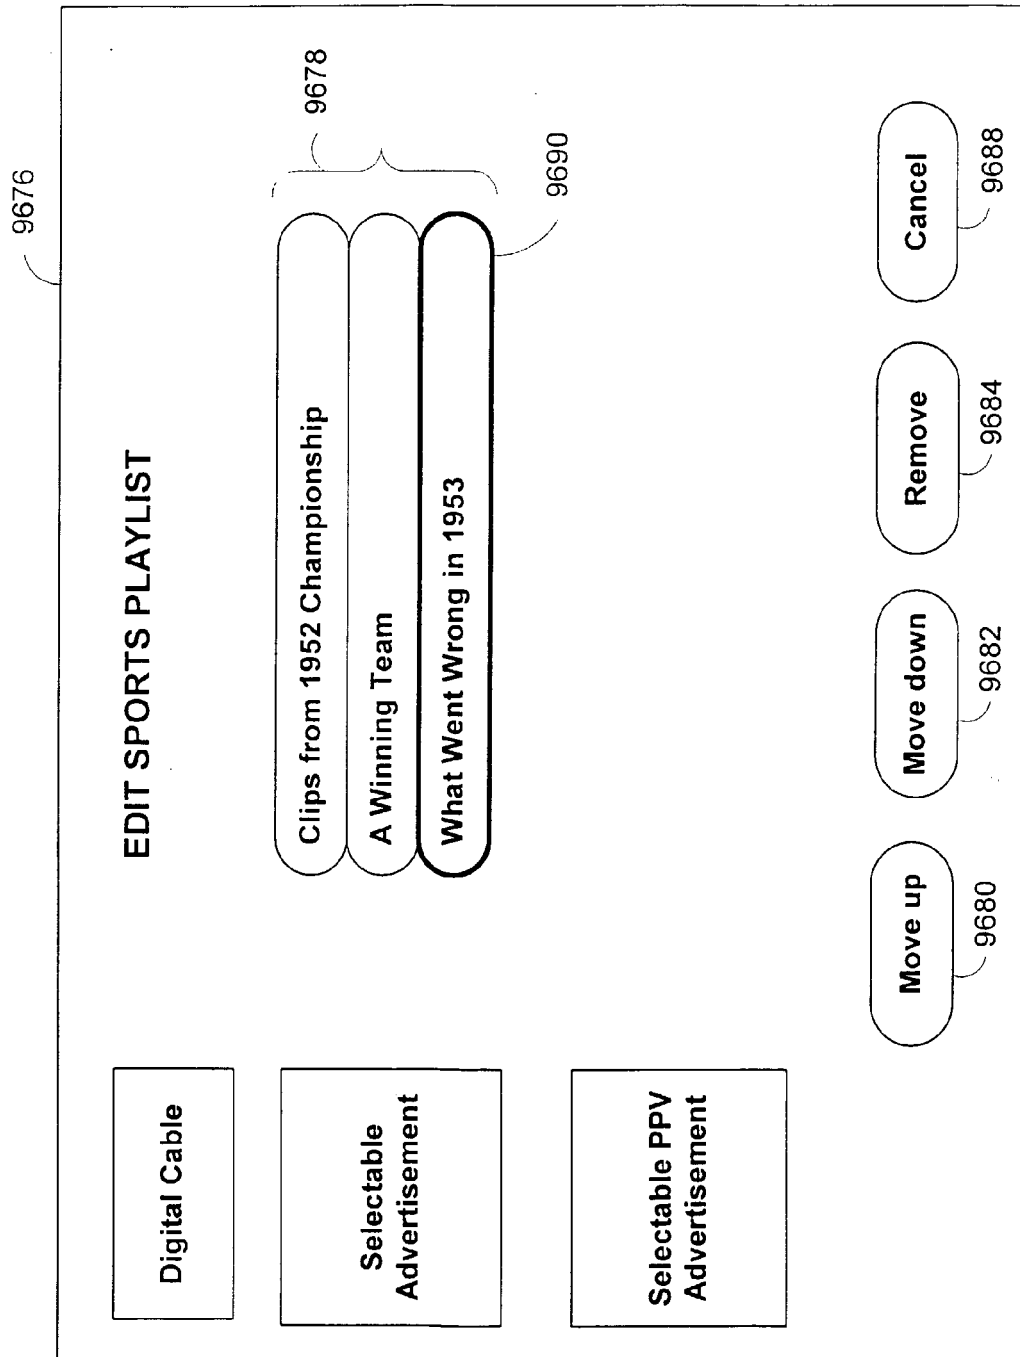 9676
EDIT SPORTS PLAYLIST
Digital Cable
Selectable
Advertisement
Selectable PPV
Advertisement
Clips from 1952 Championship
A Winning Team
What Went Wrong in 1953
9678
9690
Move up
Move down
Remove
Cancel
9680
9682
9684
9688